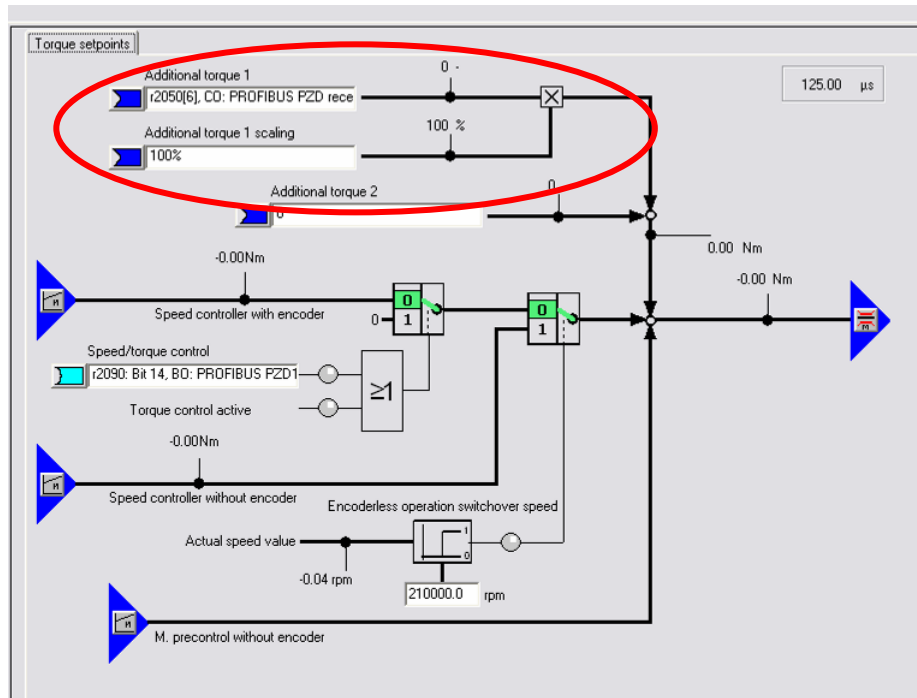 Torque setpoints
Additional torque 1
0 -
125.00 µs
r2050[6], CO: PROFIBUS PZD rece
Additional torque 1 scaling
100 %
100%
Additional torque 2
0
0
0.00 Nm
-0.00Nm
-0.00 Nm
0
1
0
1
Speed controller with encoder
0
Speed/torque control
r2090: Bit 14, BO: PROFIBUS PZD1
≥1
Torque control active
-0.00Nm
Speed controller without encoder
Encoderless operation switchover speed
Actual speed value
1
0
-0.04 rpm
210000.0 rpm
M. precontrol without encoder